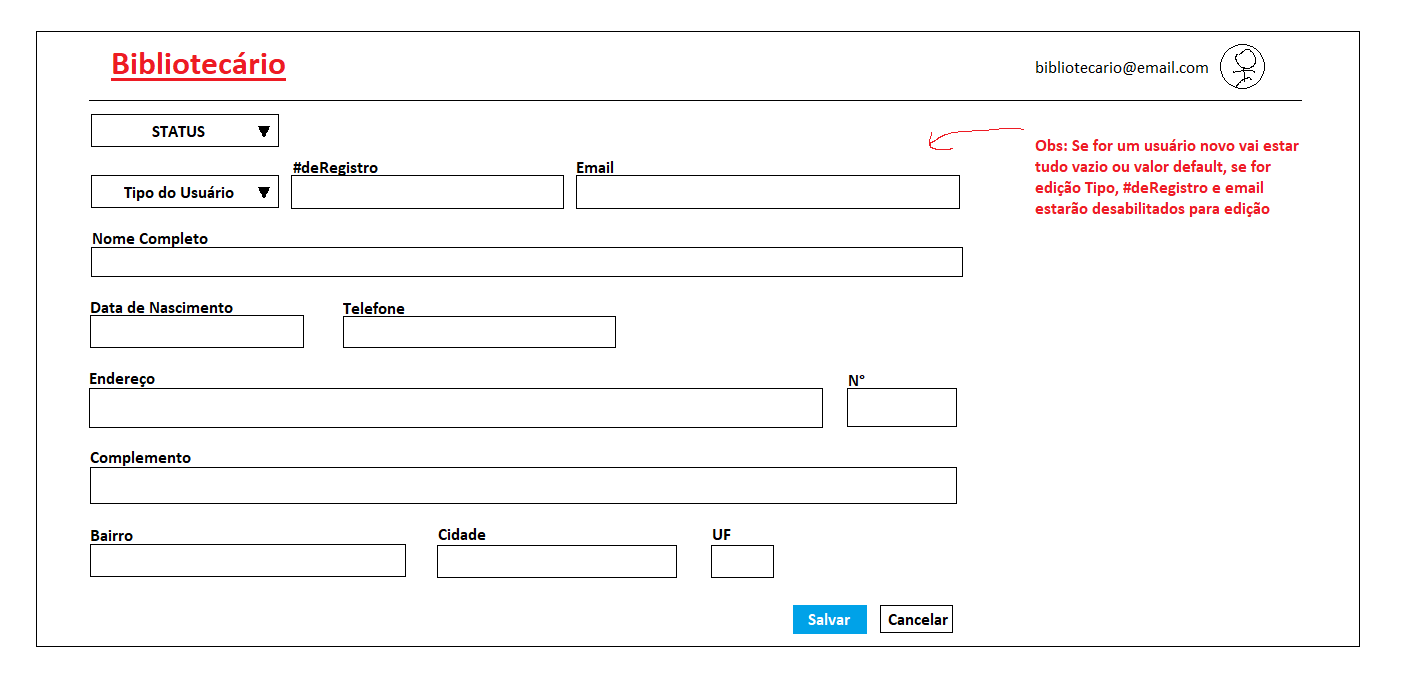 Bibliotecário
bibliotecario@email.com
STATUS
Obs: Se for um usuário novo vai estar
tudo vazio ou valor default, se for
edição Tipo, #deRegistro e email
estarão desabilitados para edição
Tipo do Usuário
#deRegistro
Email
Nome Completo
Data de Nascimento
Telefone
Endereço
N°
Complemento
Bairro
Cidade
UF
Salvar
Cancelar